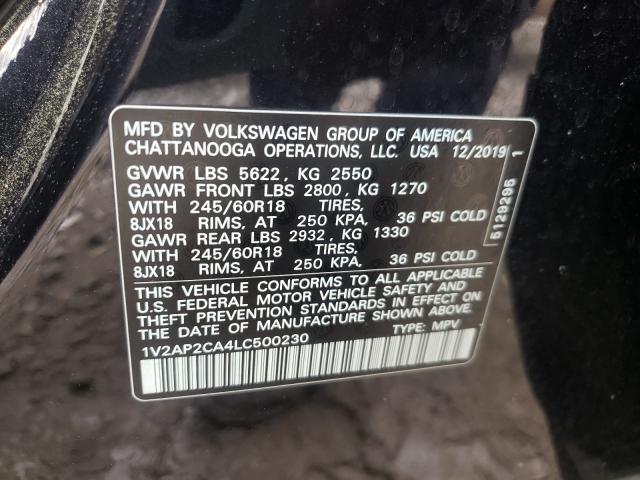 MFD BY VOLKSWAGEN GROUP OF AMERICA
CHATTANOOGA OPERATIONS, LLC. USA 12/2019
GVWR LBS 5622, KG 2550
GAWR FRONT LBS 2800, KG 1270
WITH 245/60R18 TIRES,
8JX18 RIMS, AT 250 KPA, 36 PSI COLD
GAWR REAR LBS 2932, KG 1330
WITH 245/60R18 TIRES,
8JX18 RIMS, AT 250 KPA, 36 PSI COLD
THIS VEHICLE CONFORMS TO ALL APPLICABLE
U.S. FEDERAL MOTOR VEHICLE SAFETY AND
THEFT PREVENTION STANDARDS IN EFFECT ON
THE DATE OF MANUFACTURE SHOWN ABOVE.
1V2AP2CA4LC500230 TYPE: MPV
5129295 1